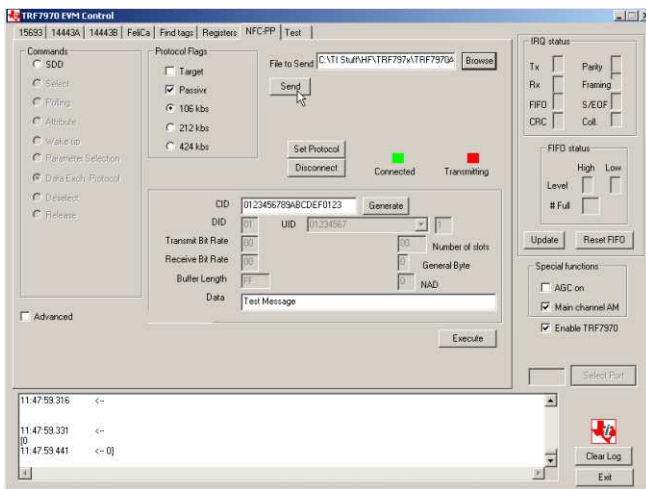 TRF7970 EVM Control
15693 14443A 14443B FeliCa Find tags Registers NFC-PP Test
Commands
SDD
Select
Polling
Attribute
Wake up
Parameter Selection
Data Exch. Protocol
Deselect
Release
Advanced
Protocol Flags
Target
Passive
106 kbs
212 kbs
424 kbs
File to Send C:\TI Stuff\HF\TRF797x\TRF7970A Browse
Send
Set Protocol
Disconnect
Connected
Transmitting
CID 0123456789ABCDEF0123 Generate
DID 01 UID 01234567 1
Transmit Bit Rate 00 00 Number of slots
Receive Bit Rate 00 0 General Byte
Buffer Length FF 0 NAD
Data Test Message
Execute
IRQ status
Tx Parity
Rx Framing
FIFO S/EOF
CRC Coll.
FIFO status
High Low
Level
# Full
Update Reset FIFO
Special functions
AGC on
Main channel AM
Enable TRF7970
Select Port
11:47:59.316 <--
11:47:59.331 <--
[0
11:47:59.441 <-- 0]
Clear Log
Exit